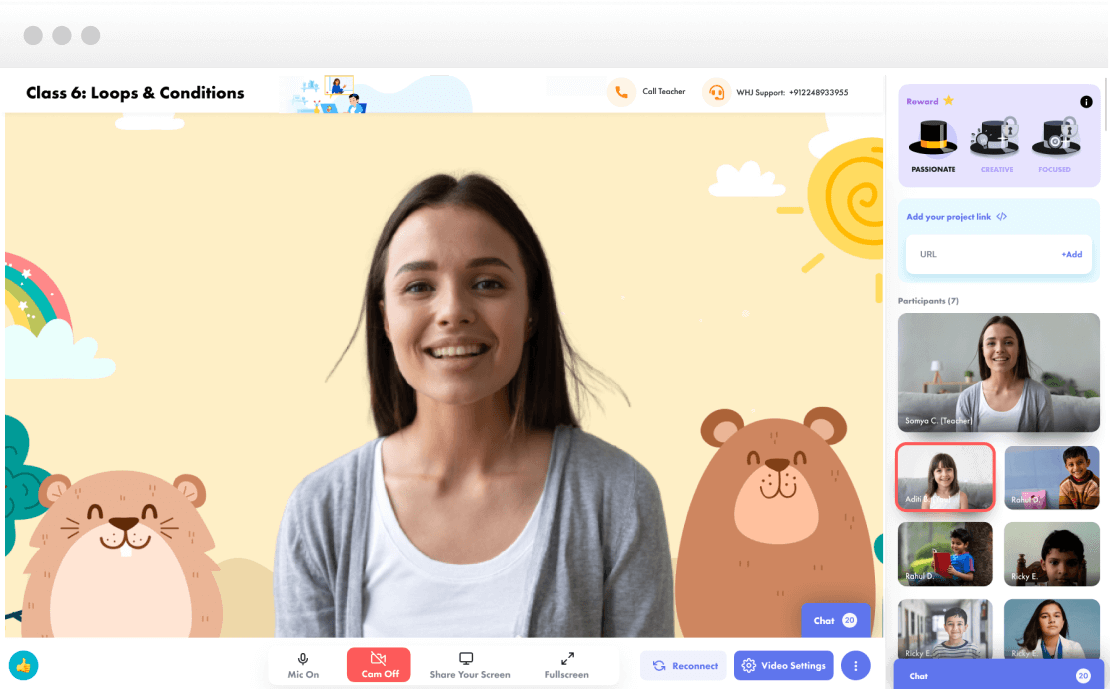 Class 6: Loops & Conditions
Call Teacher
WHJ Support: +912248933955
Reward
i
PASSIONATE
CREATIVE
FOCUSED
Add your project link </>
URL
+Add
Participants (7)
Somya C. (Teacher)
Aditi B.
Rahul D.
Rahul D.
Ricky E.
Ricky E.
Ricky E.
Chat 20
Mic On
Cam Off
Share Your Screen
Fullscreen
Reconnect
Video Settings
Chat 20